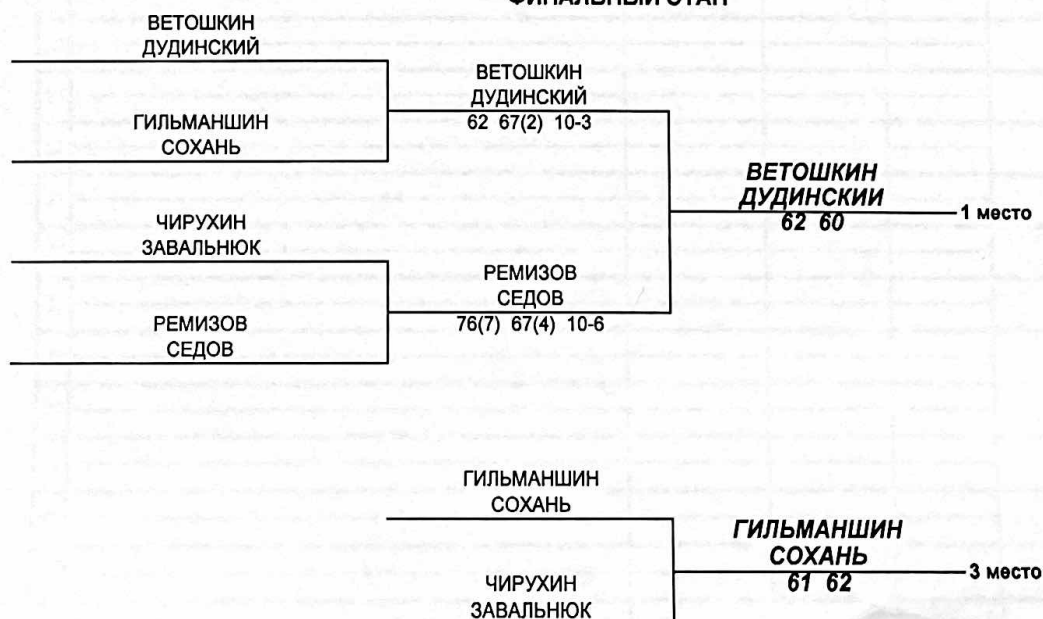 ФИНАЛЬНЫЙ ЭТАП
ВЕТОШКИН
ДУДИНСКИЙ
ВЕТОШКИН
ДУДИНСКИЙ
62 67(2) 10-3
ГИЛЬМАНШИН
СОХАНЬ
ВЕТОШКИН
ДУДИНСКИЙ
62 60
1 место
ЧИРУХИН
ЗАВАЛЬНЮК
РЕМИЗОВ
СЕДОВ
76(7) 67(4) 10-6
РЕМИЗОВ
СЕДОВ
ГИЛЬМАНШИН
СОХАНЬ
ГИЛЬМАНШИН
СОХАНЬ
61 62
3 место
ЧИРУХИН
ЗАВАЛЬНЮК